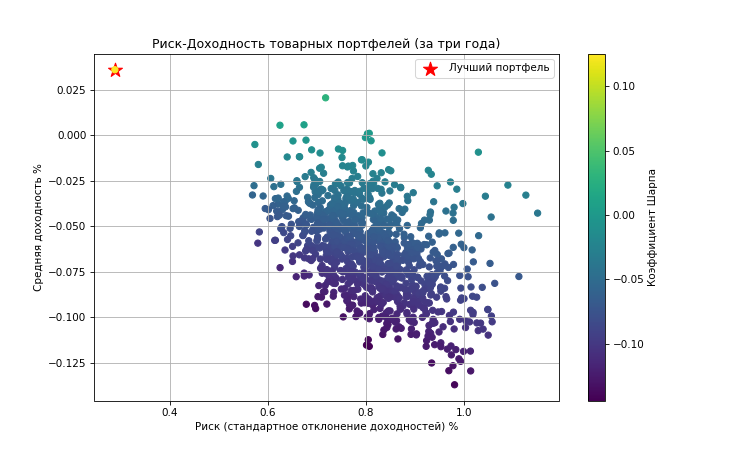 Риск-Доходность товарных портфелей (за три года)
Лучший портфель
Средняя доходность %
0.025
0.000
−0.025
−0.050
−0.075
−0.100
−0.125
0.4 0.6 0.8 1.0
Риск (стандартное отклонение доходностей) %
0.10
0.05
0.00
−0.05
−0.10
Коэффициент Шарпа